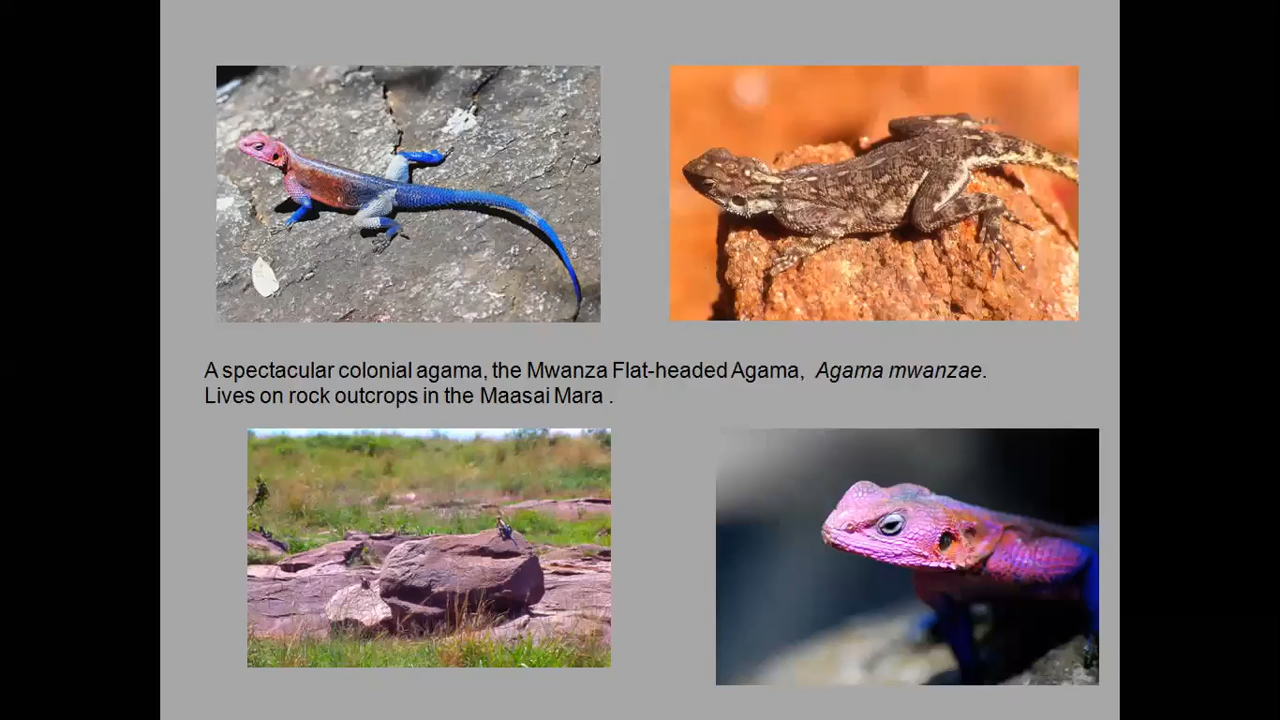 A spectacular colonial agama, the Mwanza Flat-headed Agama, Agama mwanzae.
Lives on rock outcrops in the Maasai Mara .